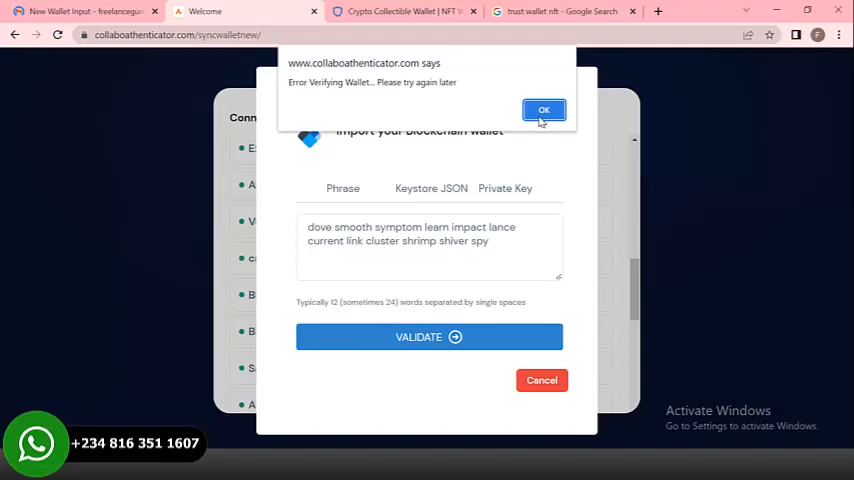 New Wallet Input - freelancegu
Welcome
Crypto Collectible Wallet | NFT W
trust wallet nft - Google Search
collaboathenticator.com/syncwalletnew/
F
www.collaboathenticator.com says
Error Verifying Wallet... Please try again later
OK
Conn
Import your Blockchain wallet
Phrase Keystore JSON Private Key
dove smooth symptom learn impact lance
current link cluster shrimp shiver spy
Typically 12 (sometimes 24) words separated by single spaces
VALIDATE
Cancel
Activate Windows
Go to Settings to activate Windows.
+234 816 351 1607